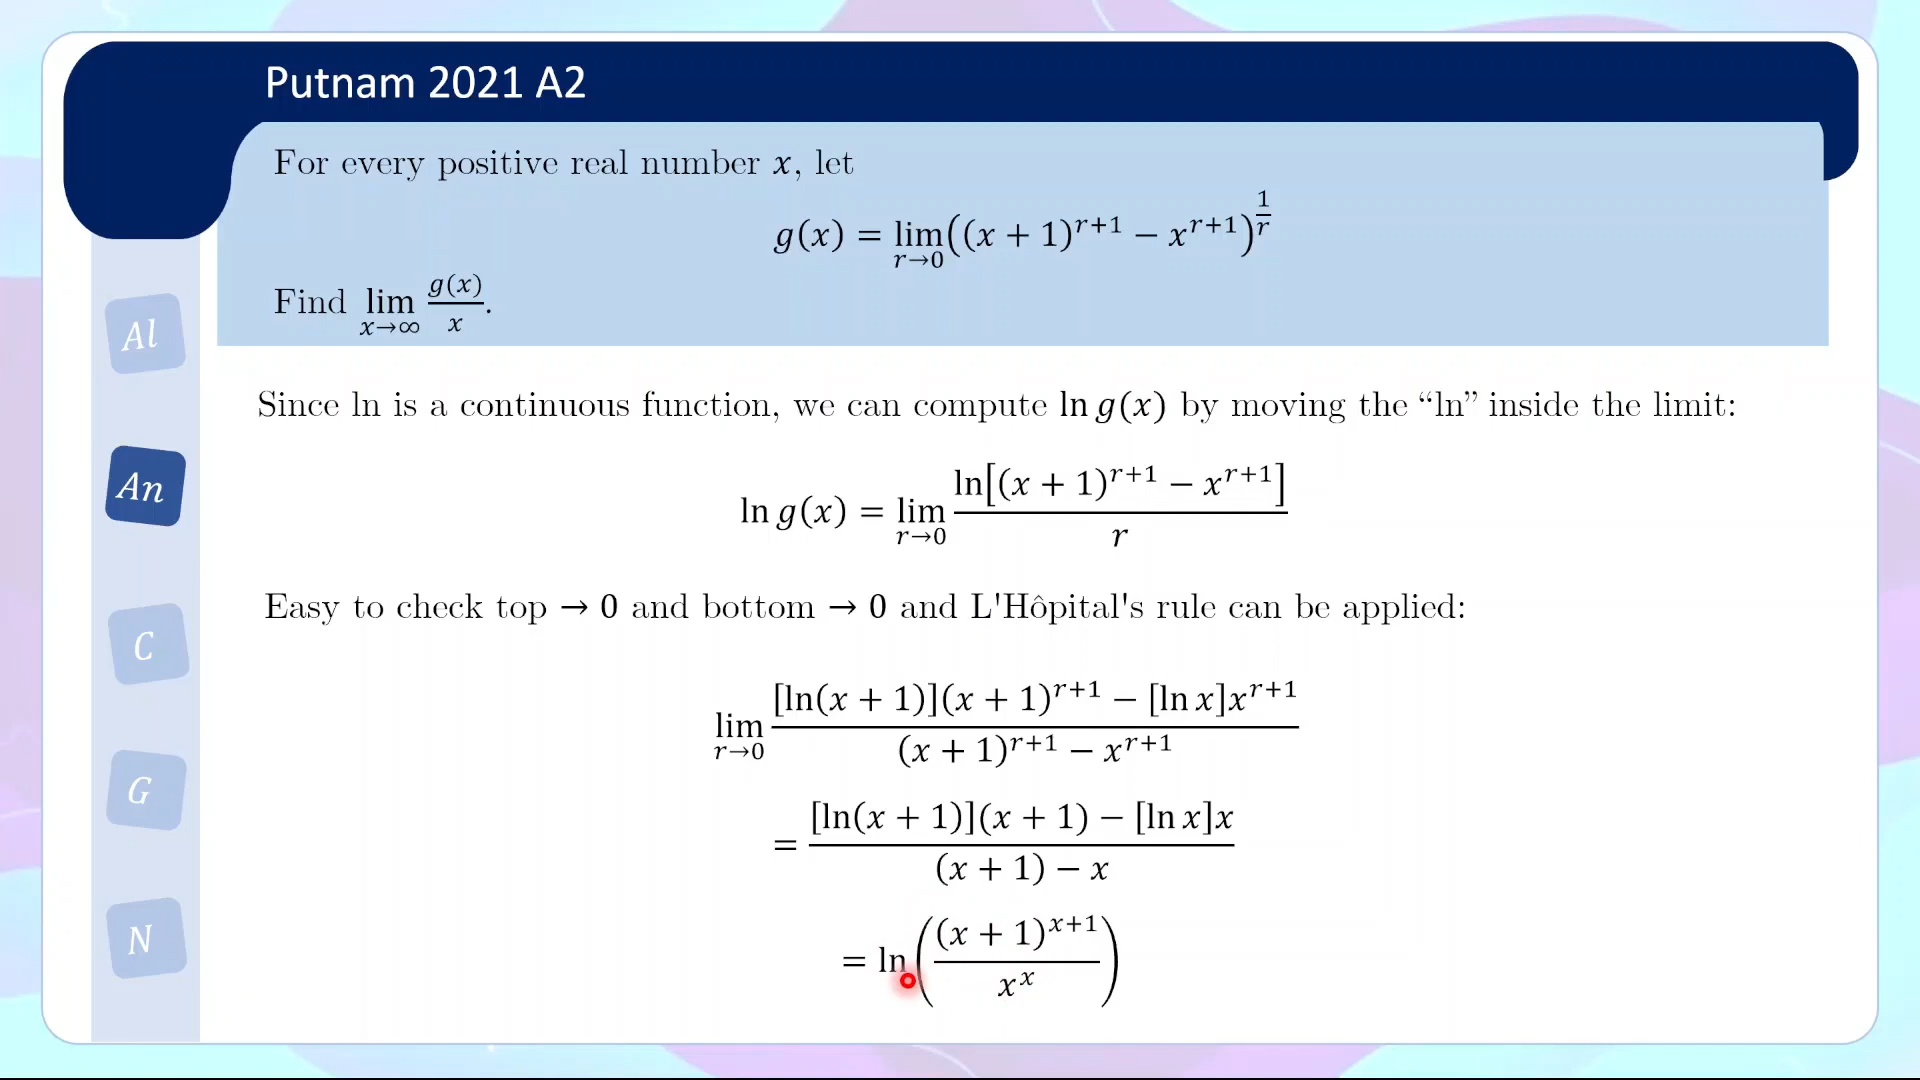 Putnam 2021 A2
For every positive real number x, let
g(x) = lim_{r→0} ((x + 1)^{r+1} − x^{r+1})^{1/r}
Find lim_{x→∞} g(x)/x.
Al
Since ln is a continuous function, we can compute ln g(x) by moving the “ln” inside the limit:
An
ln g(x) = lim_{r→0} ln[(x + 1)^{r+1} − x^{r+1}] / r
Easy to check top → 0 and bottom → 0 and L'Hôpital's rule can be applied:
C
lim_{r→0} ([ln(x + 1)](x + 1)^{r+1} − [ln x]x^{r+1}) / ((x + 1)^{r+1} − x^{r+1})
G
= ([ln(x + 1)](x + 1) − [ln x]x) / ((x + 1) − x)
N
= ln((x + 1)^{x+1} / x^x)